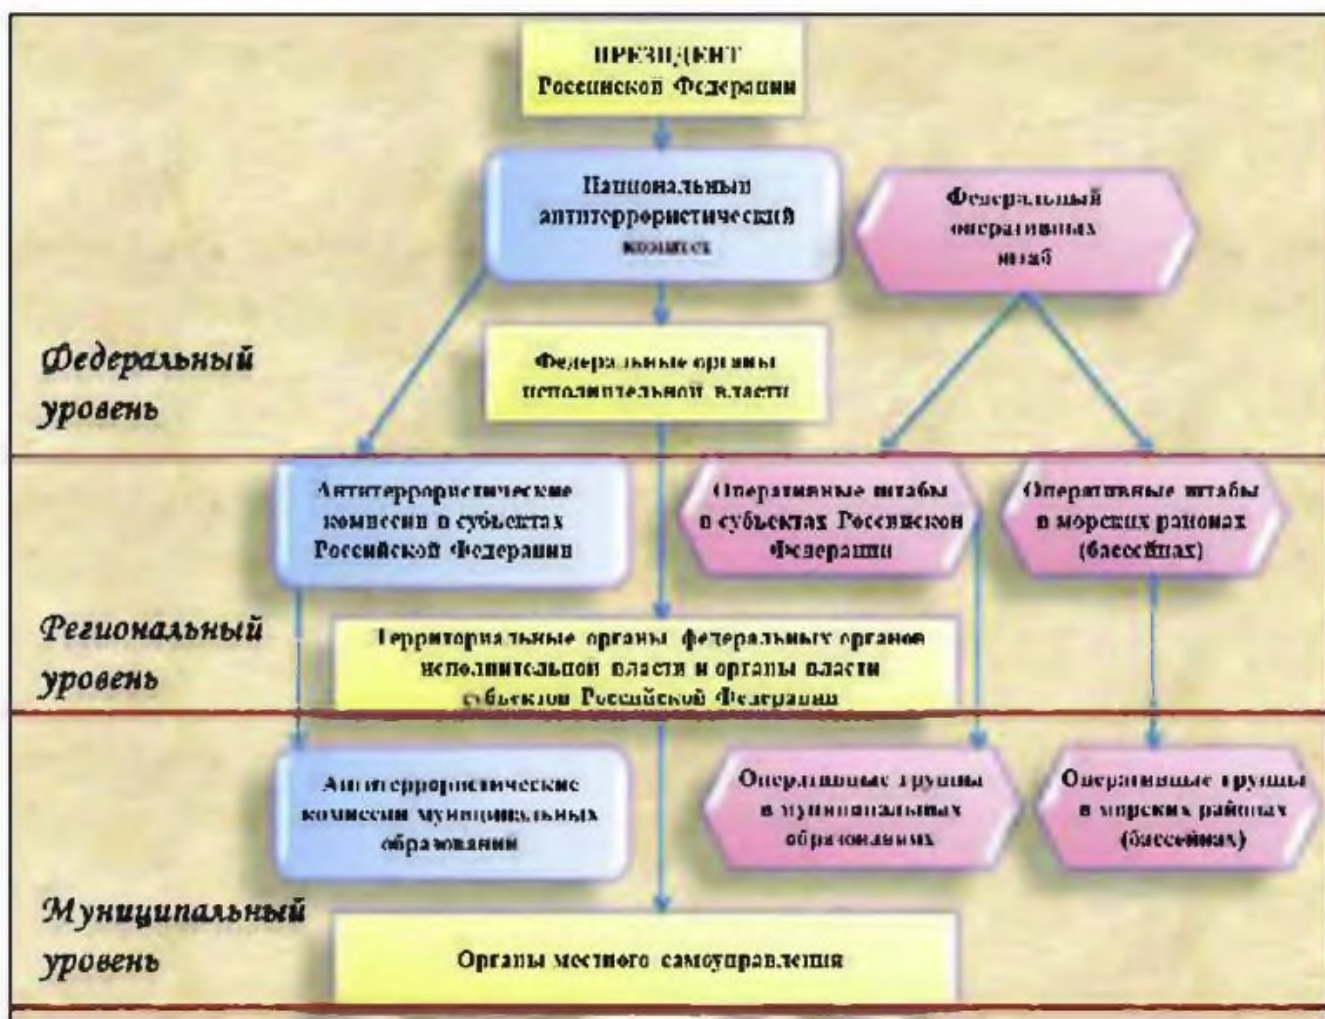 ПРЕЗИДЕНТ
Российской Федерации
Национальный
антитеррористический
комитет
Федеральный
оперативных
штаб
Федеральный
уровень
Федеральные органы
исполнительной власти
Антитеррористические
комиссии в субъектах
Российской Федерации
Оперативные штабы
в субъектах Российской
Федерации
Оперативные штабы
в морских районах
(бассейнах)
Региональный
уровень
Территориальные органы федеральных органов
исполнительной власти и органы власти
субъектов Российской Федерации
Антитеррористические
комиссии муниципальных
образований
Оперативные группы
в муниципальных
образованиях
Оперативные группы
в морских районах
(бассейнах)
Муниципальный
уровень
Органы местного самоуправления